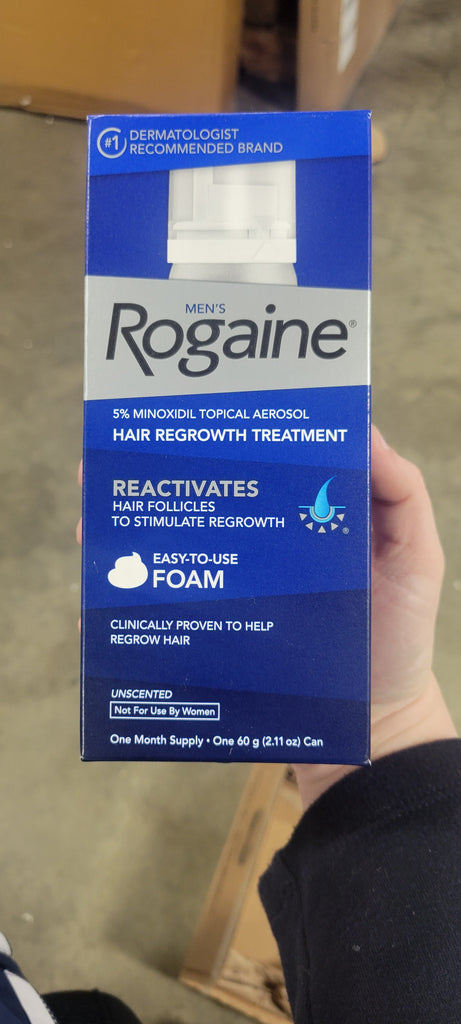 #1 DERMATOLOGIST
RECOMMENDED BRAND
MEN'S
Rogaine®
5% MINOXIDIL TOPICAL AEROSOL
HAIR REGROWTH TREATMENT
REACTIVATES
HAIR FOLLICLES
TO STIMULATE REGROWTH
®
EASY-TO-USE
FOAM
CLINICALLY PROVEN TO HELP
REGROW HAIR
UNSCENTED
Not For Use By Women
One Month Supply • One 60 g (2.11 oz) Can